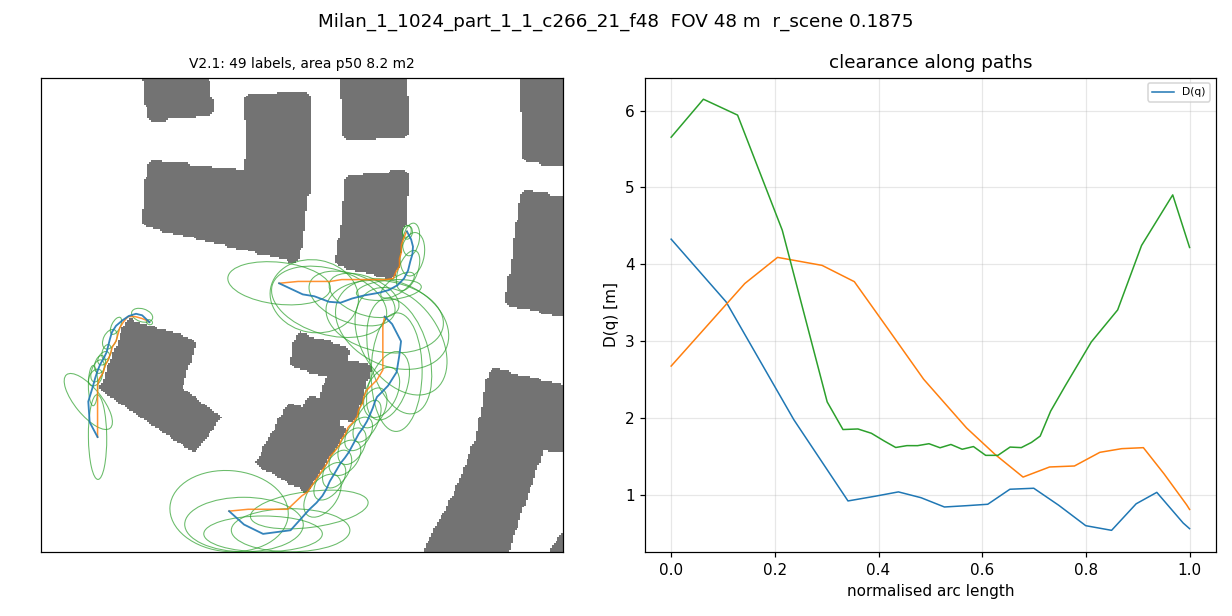 Milan_1_1024_part_1_1_c266_21_f48  FOV 48 m  r_scene 0.1875
V2.1: 49 labels, area p50 8.2 m2
clearance along paths
D(q)
6
5
4
3
2
1
D(q) [m]
0.0 0.2 0.4 0.6 0.8 1.0
normalised arc length